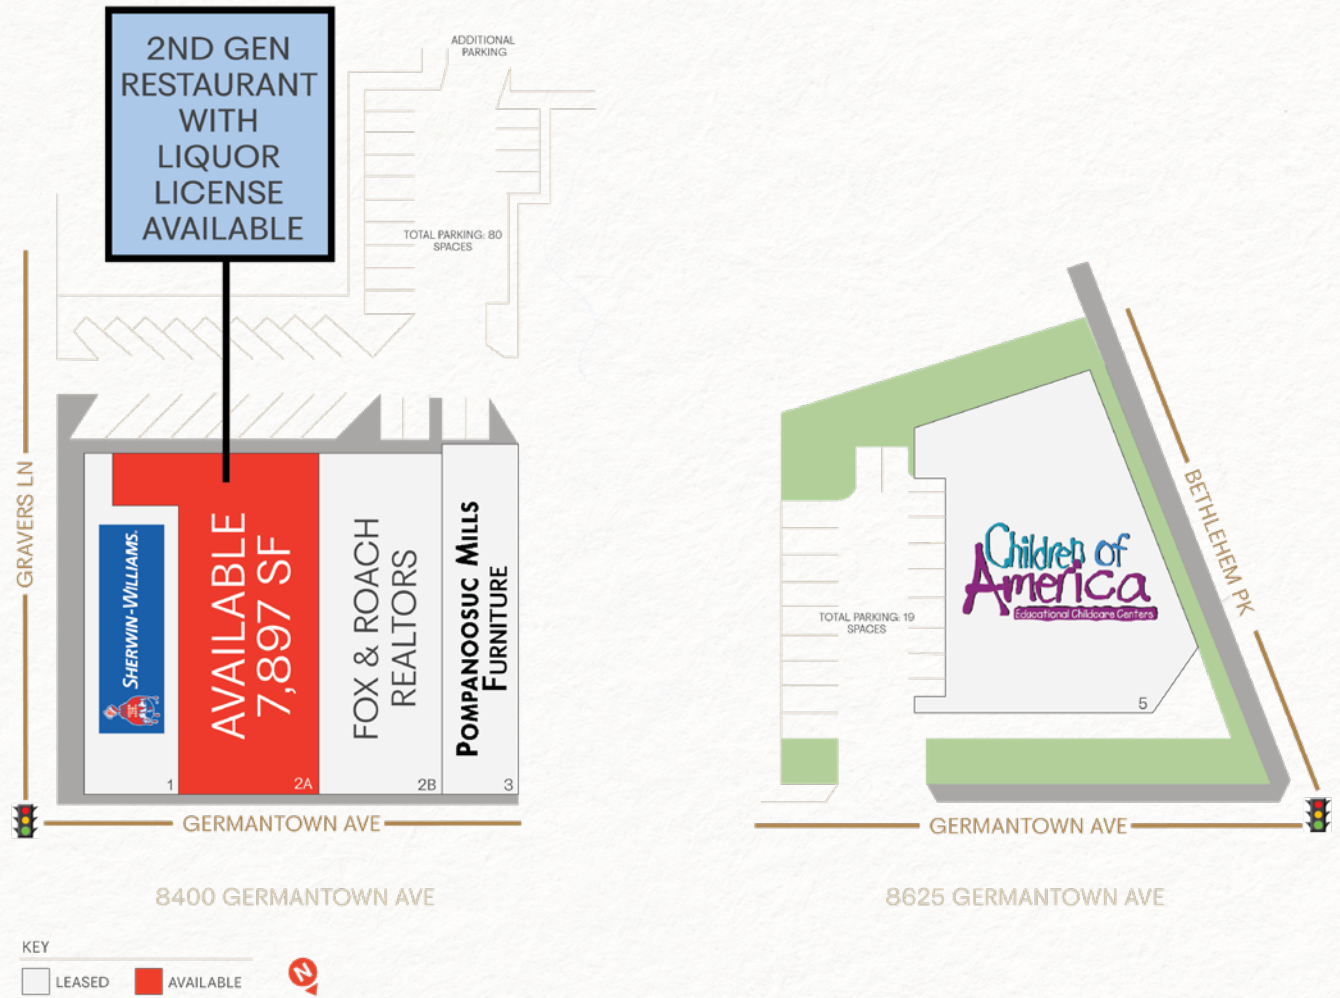 2ND GEN
RESTAURANT
WITH
LIQUOR
LICENSE
AVAILABLE
ADDITIONAL
PARKING
TOTAL PARKING: 80
SPACES
GRAVERS LN
SHERWIN-WILLIAMS.
1
AVAILABLE
7,897 SF
2A
FOX & ROACH
REALTORS
2B
POMPANOOSUC MILLS
FURNITURE
3
GERMANTOWN AVE
8400 GERMANTOWN AVE
TOTAL PARKING: 19
SPACES
Children of
America
Educational Childcare Centers
5
BETHLEHEM PK
GERMANTOWN AVE
8625 GERMANTOWN AVE
KEY
LEASED
AVAILABLE
N